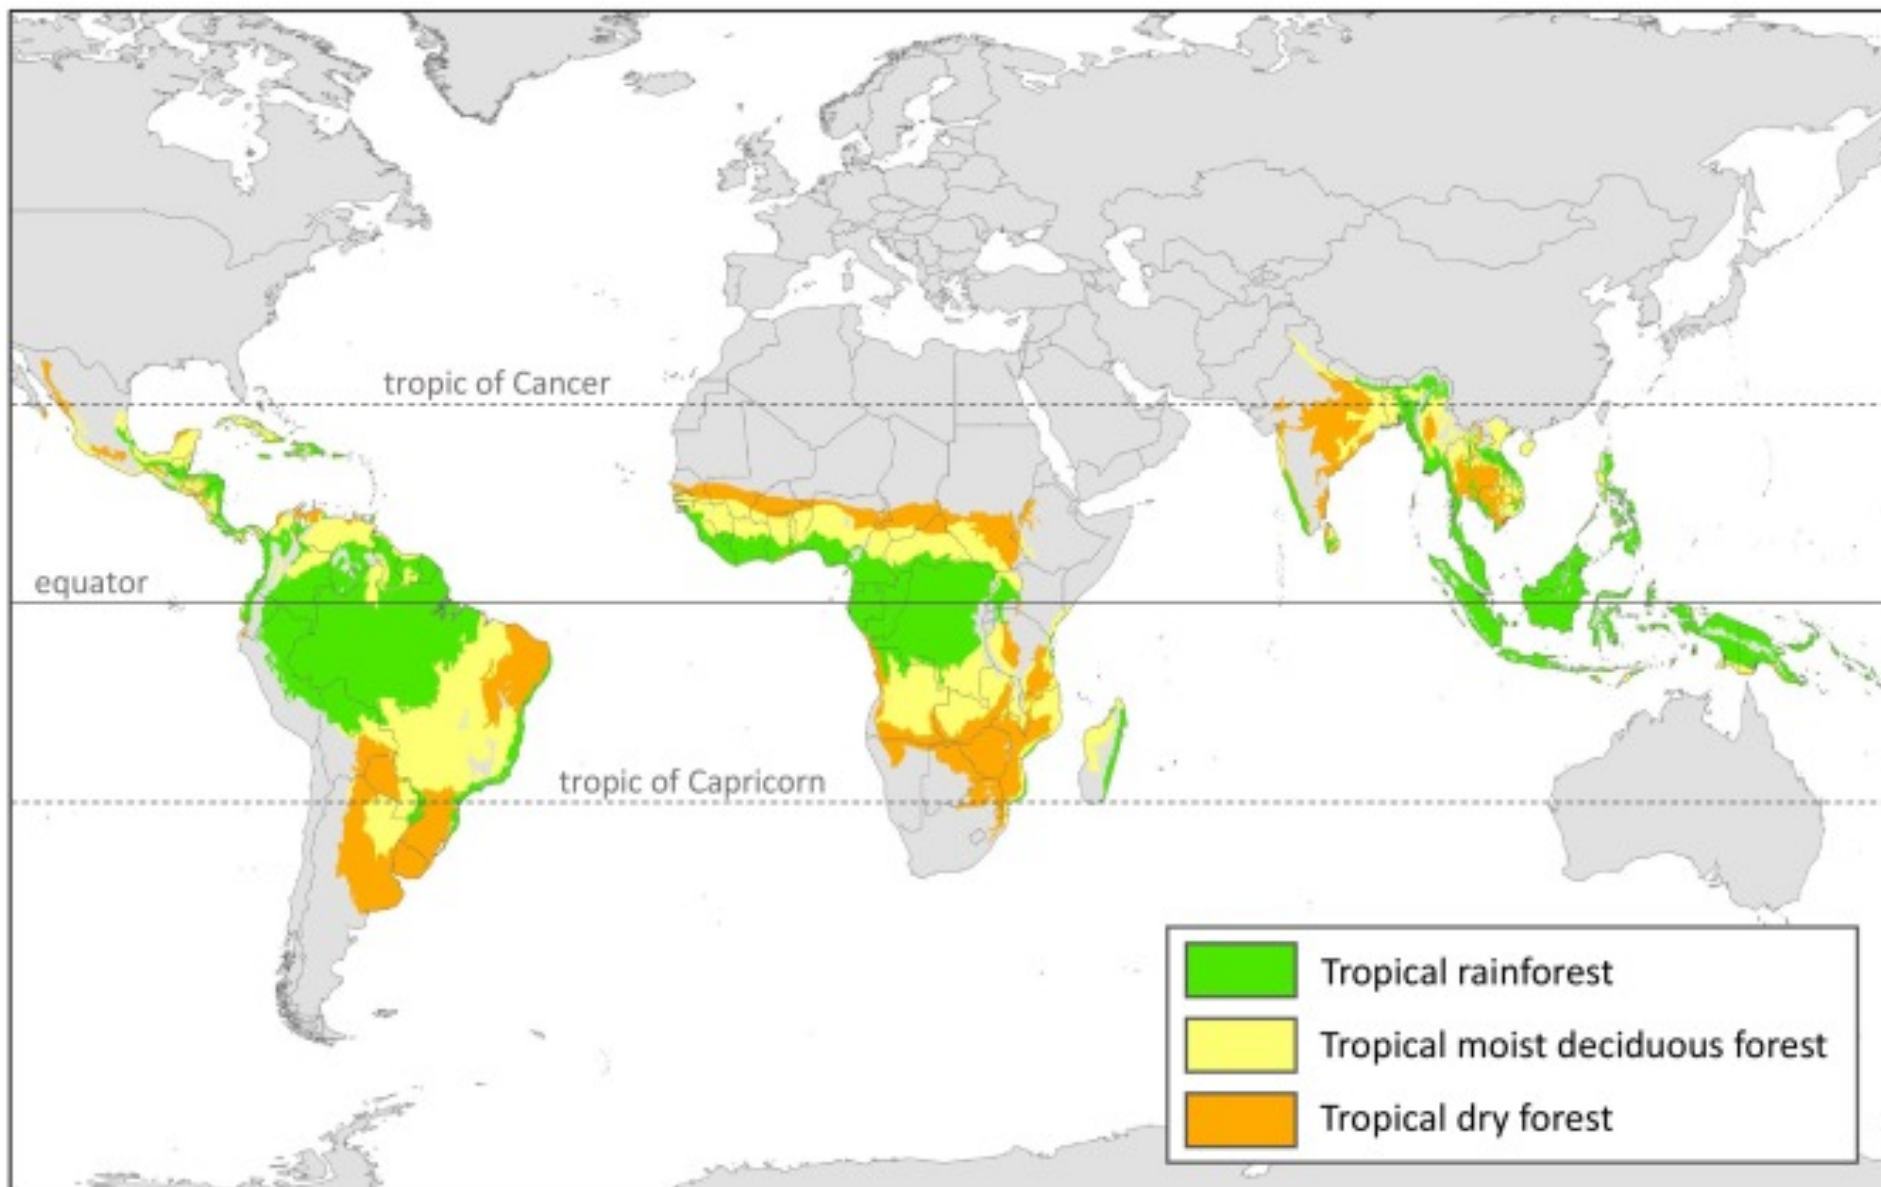 tropic of Cancer
equator
tropic of Capricorn
Tropical rainforest
Tropical moist deciduous forest
Tropical dry forest